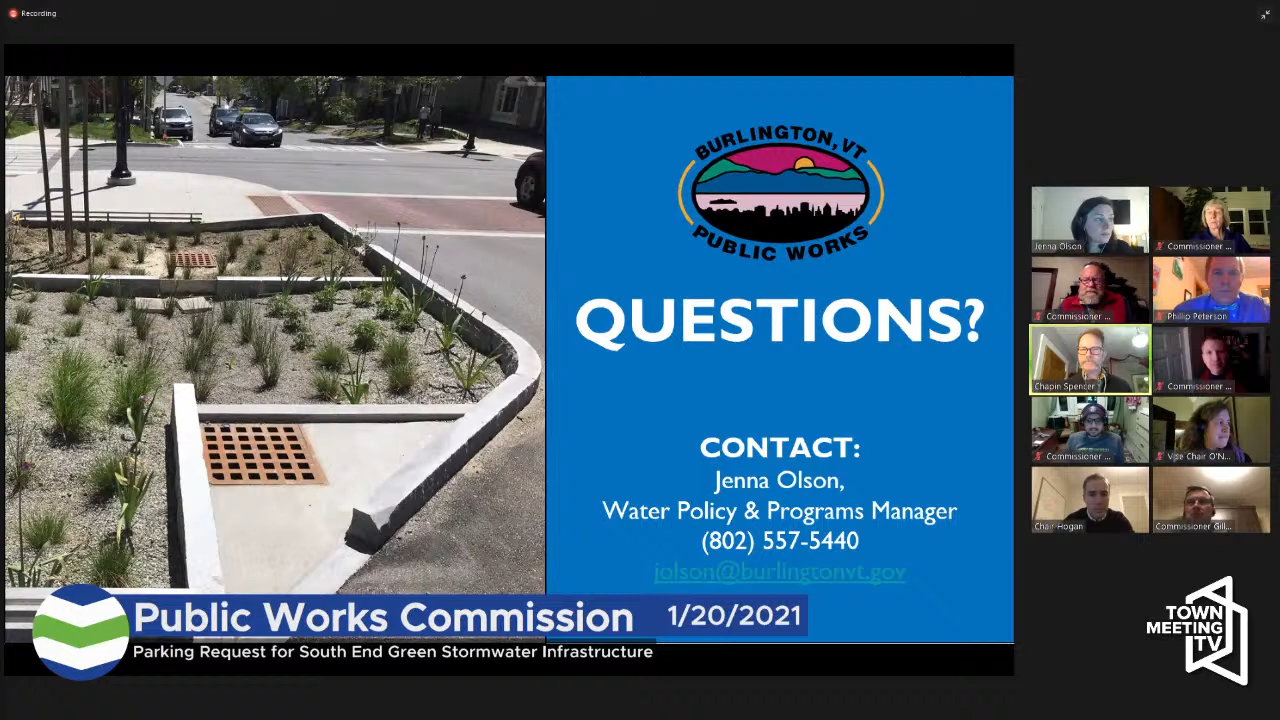 Recording
BURLINGTON, VT
PUBLIC WORKS
QUESTIONS?
CONTACT:
Jenna Olson,
Water Policy & Programs Manager
(802) 557-5440
jolson@burlingtonvt.gov
Jenna Olson
Commissioner ...
Commissioner ...
Phillip Peterson
Chapin Spencer
Commissioner ...
Commissioner ...
Vice Chair O'N...
Chair Hogan
Commissioner Gill...
Public Works Commission 1/20/2021
Parking Request for South End Green Stormwater Infrastructure
TOWN
MEETING
TV